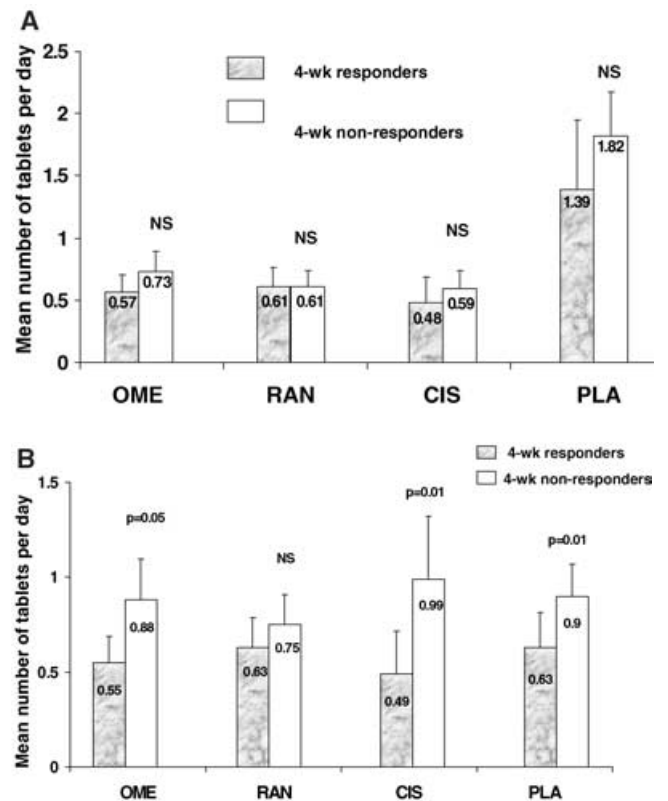 A
Mean number of tablets per day
2.5
2
1.5
1
0.5
0
4-wk responders
4-wk non-responders
NS
NS
NS
NS
0.57
0.73
0.61
0.61
0.48
0.59
1.39
1.82
OME
RAN
CIS
PLA
B
Mean number of tablets per day
1.5
1
0.5
0
4-wk responders
4-wk non-responders
p=0.05
NS
p=0.01
p=0.01
0.55
0.88
0.63
0.75
0.49
0.99
0.63
0.9
OME
RAN
CIS
PLA